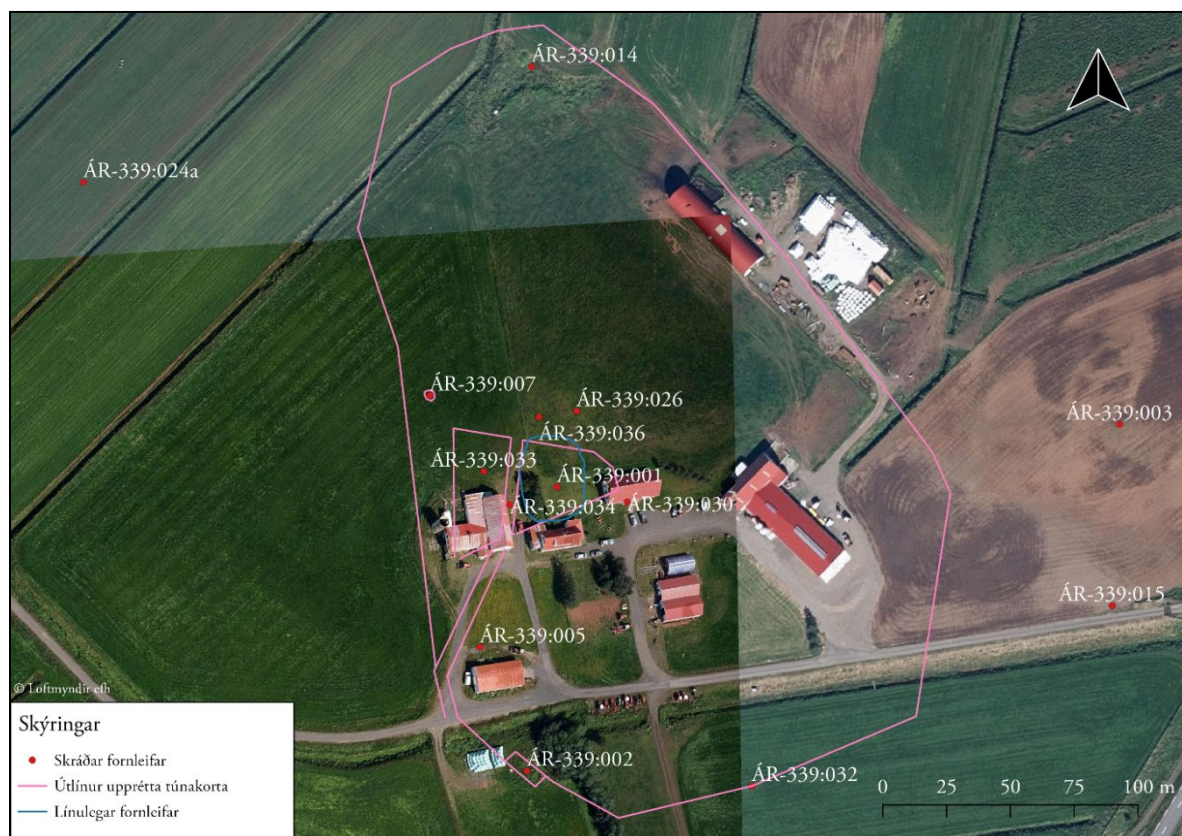 ÁR-339:014
ÁR-339:024a
ÁR-339:007
ÁR-339:026
ÁR-339:003
ÁR-339:036
ÁR-339:033
ÁR-339:001
ÁR-339:034
ÁR-339:030
ÁR-339:015
ÁR-339:005
© Loftmyndir ehf
Skýringar
Skráðar fornleifar
Útlínur upprétta túnakorta
Línulegar fornleifar
ÁR-339:002
ÁR-339:032
0 25 50 75 100 m